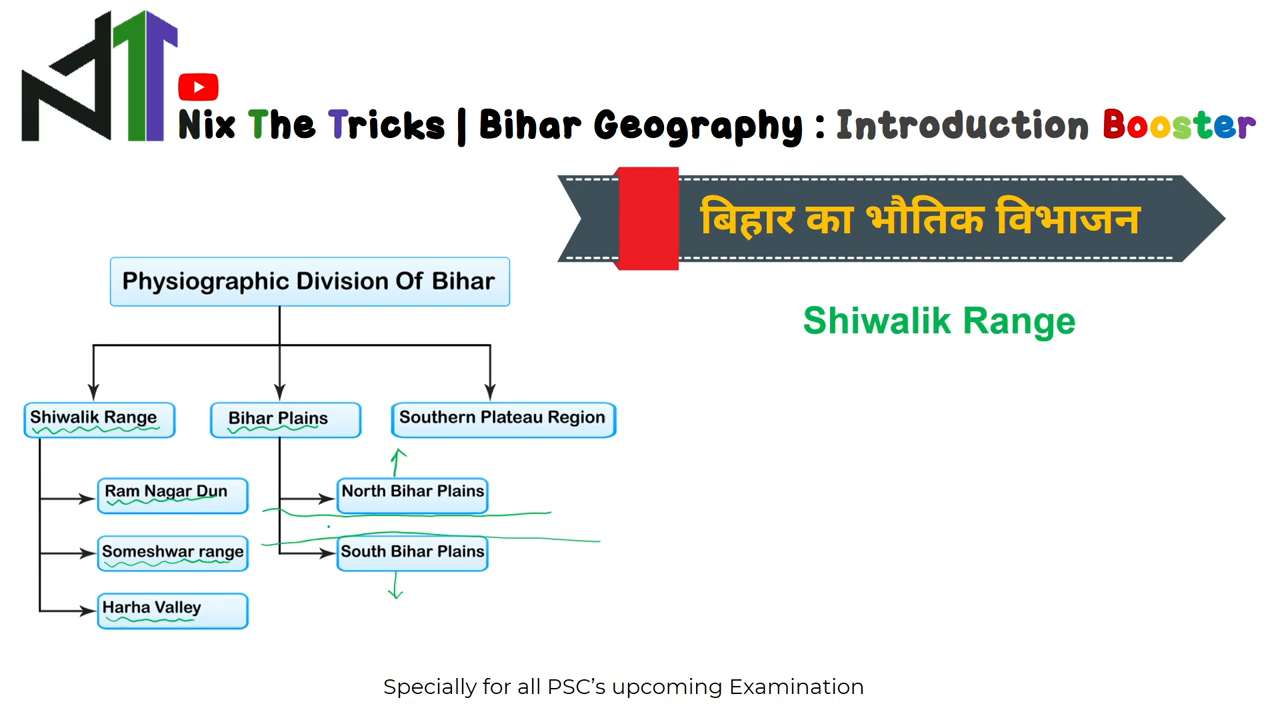 Nix The Tricks | Bihar Geography : Introduction Booster
बिहार का भौतिक विभाजन
Physiographic Division Of Bihar
Shiwalik Range
Shiwalik Range
Bihar Plains
Southern Plateau Region
Ram Nagar Dun
North Bihar Plains
Someshwar range
South Bihar Plains
Harha Valley
Specially for all PSC’s upcoming Examination